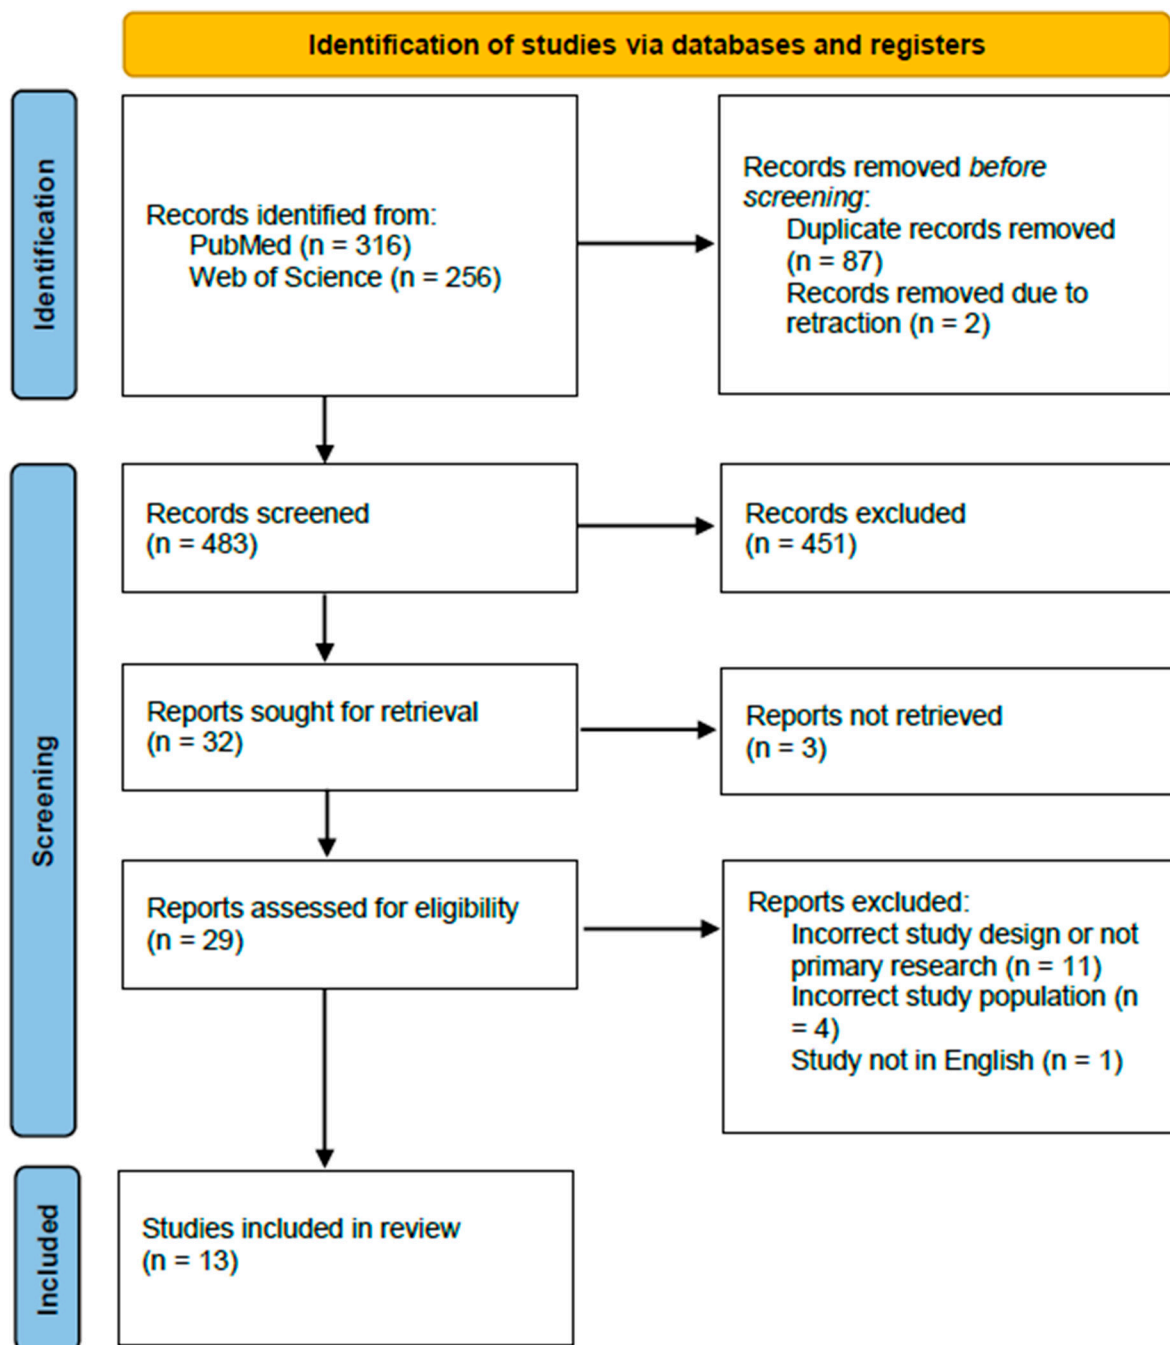 Identification of studies via databases and registers
Identification
Records identified from:
PubMed (n = 316)
Web of Science (n = 256)
Records removed before
screening:
Duplicate records removed
(n = 87)
Records removed due to
retraction (n = 2)
Screening
Records screened
(n = 483)
Records excluded
(n = 451)
Reports sought for retrieval
(n = 32)
Reports not retrieved
(n = 3)
Reports assessed for eligibility
(n = 29)
Reports excluded:
Incorrect study design or not
primary research (n = 11)
Incorrect study population (n
= 4)
Study not in English (n = 1)
Included
Studies included in review
(n = 13)